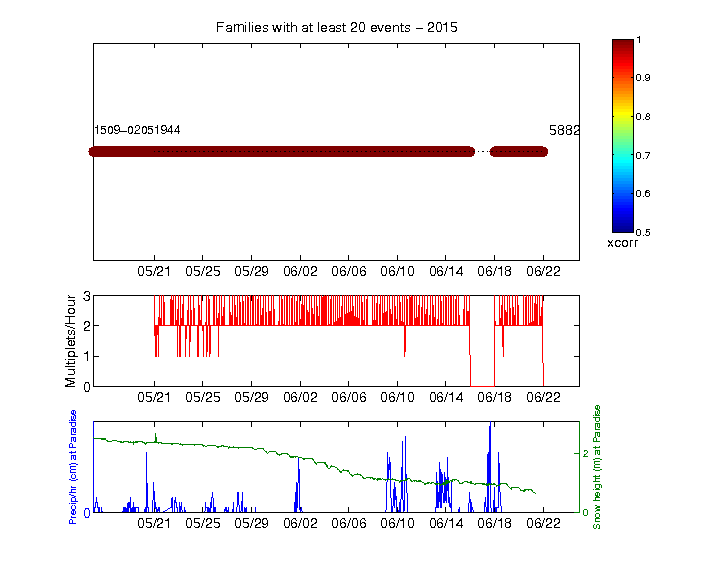 Families with at least 20 events – 2015
1509–02051944
5882
05/21 05/25 05/29 06/02 06/06 06/10 06/14 06/18 06/22
1
0.9
0.8
0.7
0.6
0.5
xcorr
Multiplets/Hour
3
2
1
0
05/21 05/25 05/29 06/02 06/06 06/10 06/14 06/18 06/22
Precip/hr (cm) at Paradise
0
2
0
Snow height (m) at Paradise
05/21 05/25 05/29 06/02 06/06 06/10 06/14 06/18 06/22